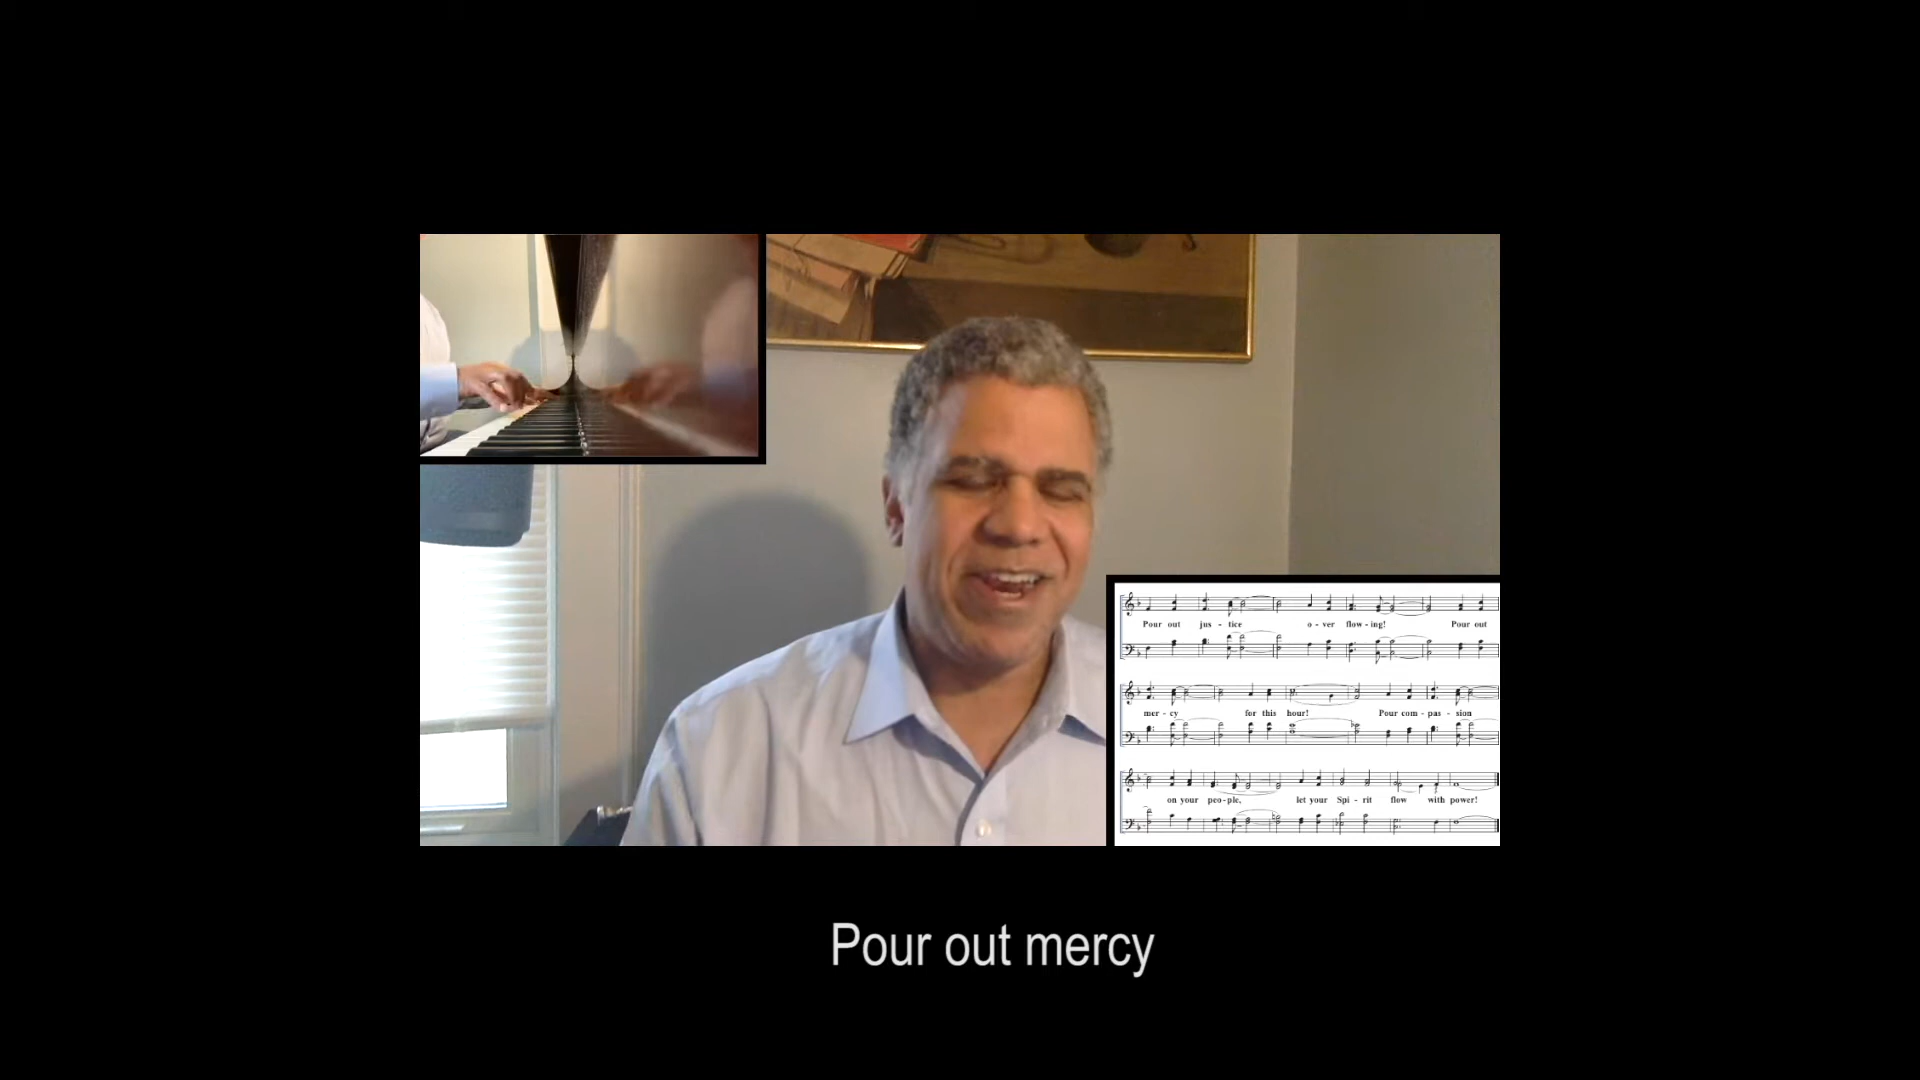 Pour out jus - tice o - ver flow - ing! Pour out
mer - cy for this hour! Pour com - pas - sion
on your peo - ple, let your Spi - rit flow with power!
Pour out mercy